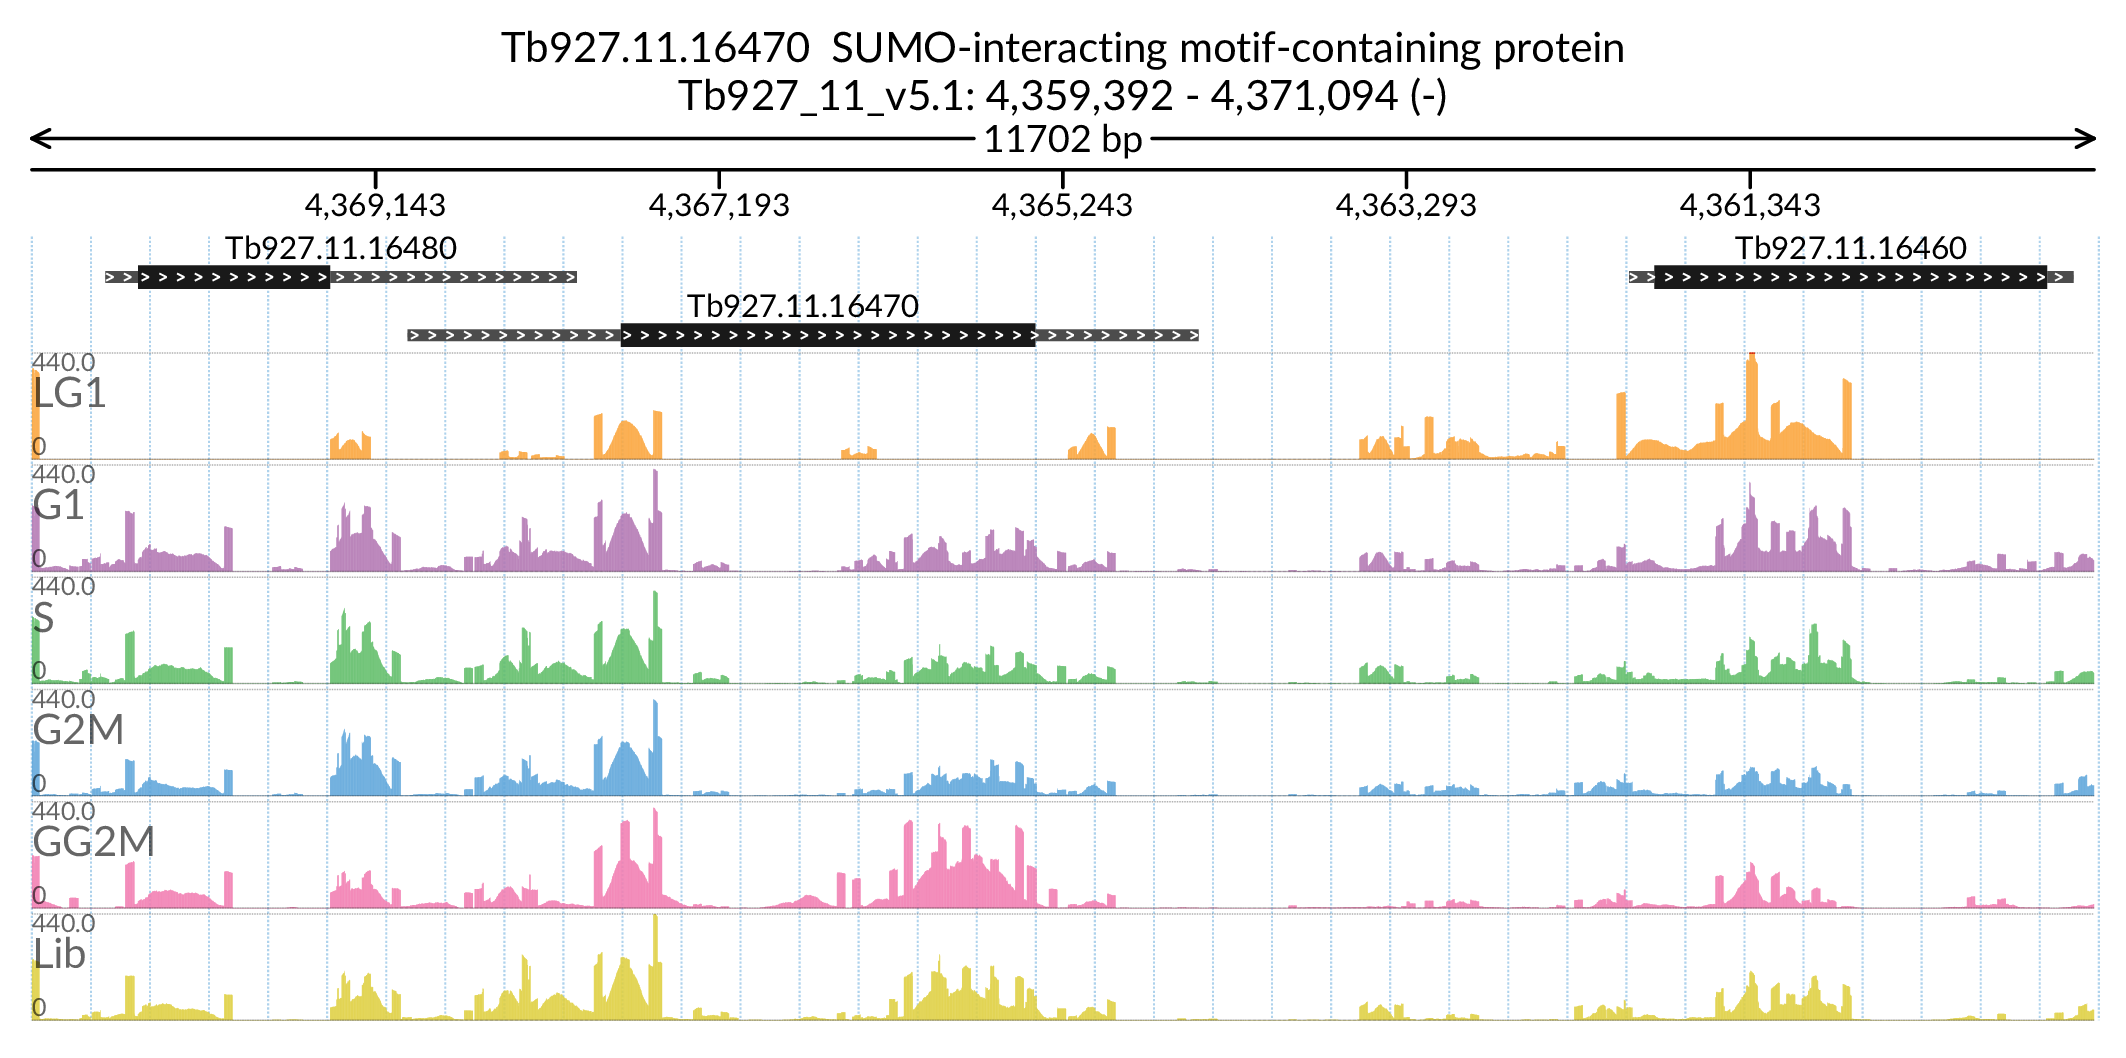 Tb927.11.16470  SUMO-interacting motif-containing protein
Tb927_11_v5.1: 4,359,392 - 4,371,094 (-)
11702 bp
4,369,143 4,367,193 4,365,243 4,363,293 4,361,343
Tb927.11.16480 Tb927.11.16460
Tb927.11.16470
440.0
LG1
0
440.0
G1
0
440.0
S
0
440.0
G2M
0
440.0
GG2M
0
440.0
Lib
0